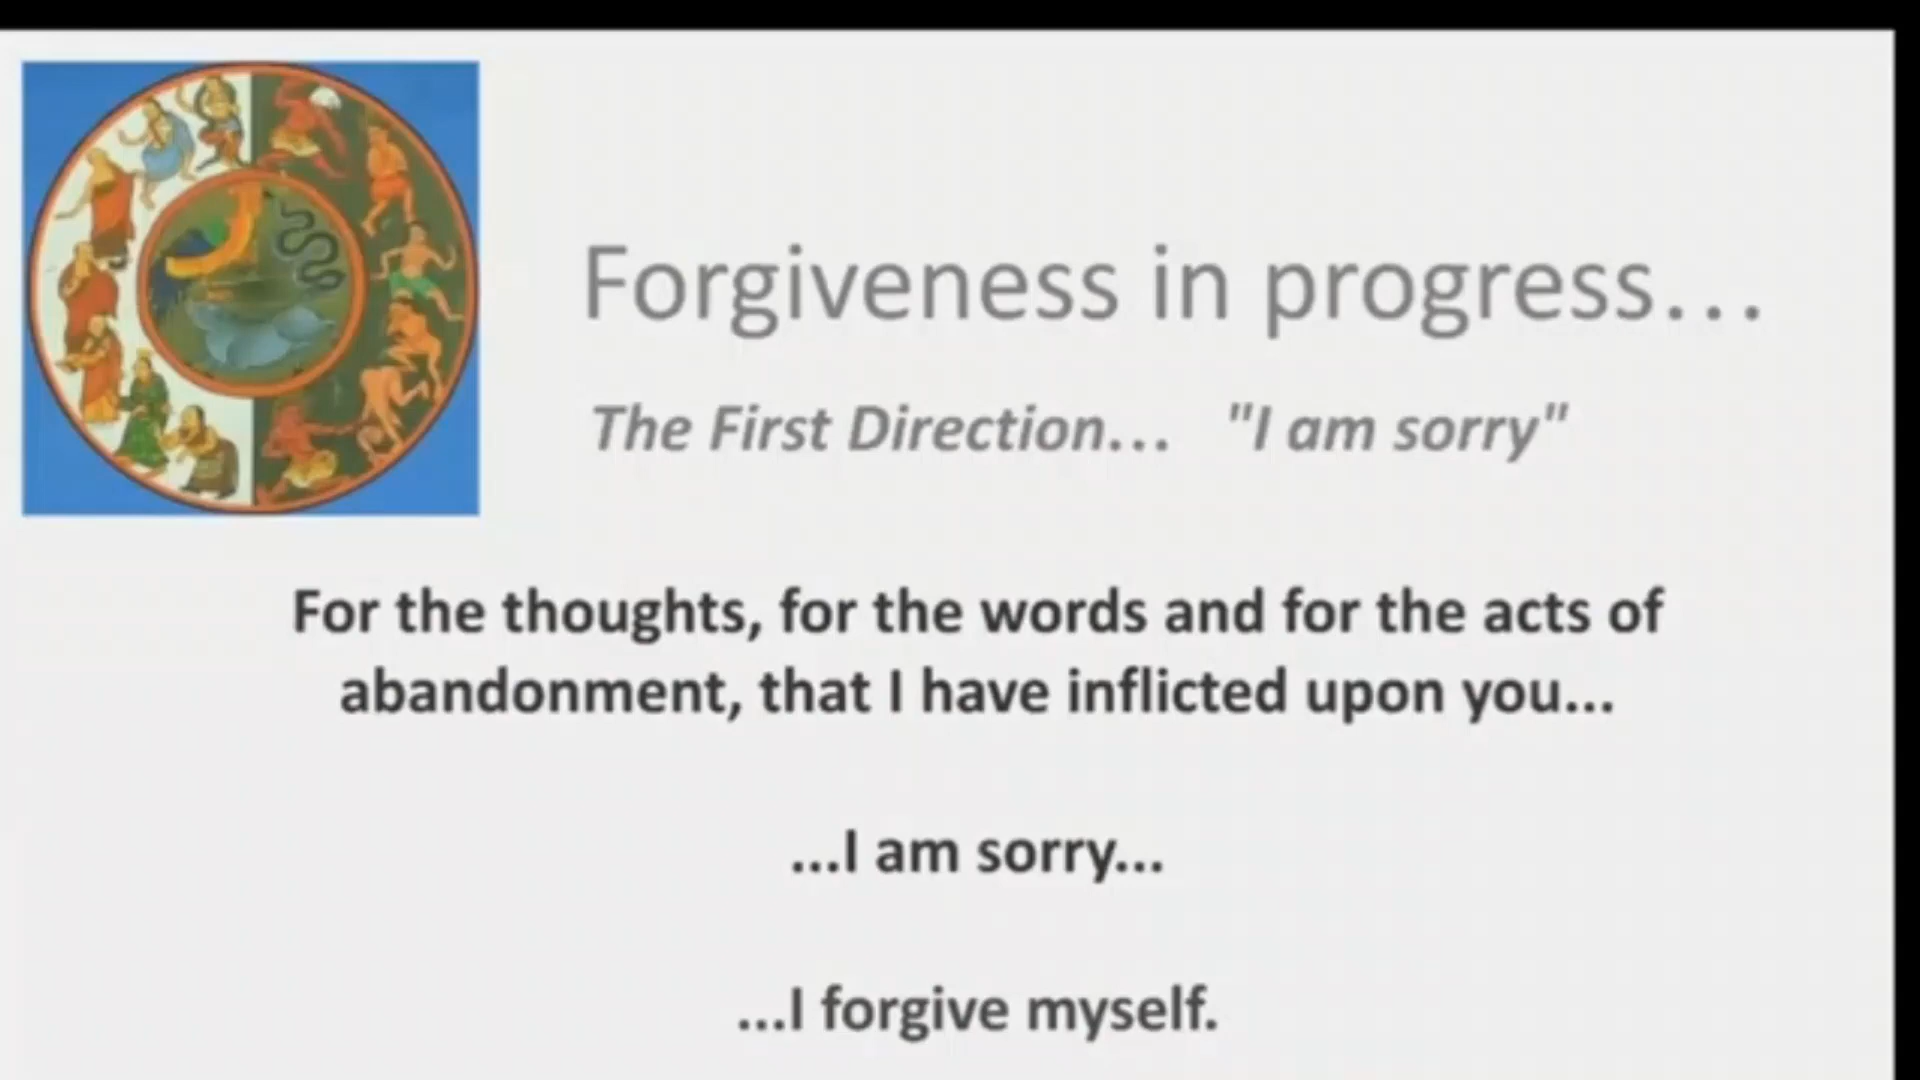 Forgiveness in progress...
The First Direction... "I am sorry"
For the thoughts, for the words and for the acts of
abandonment, that I have inflicted upon you...
...I am sorry...
...I forgive myself.